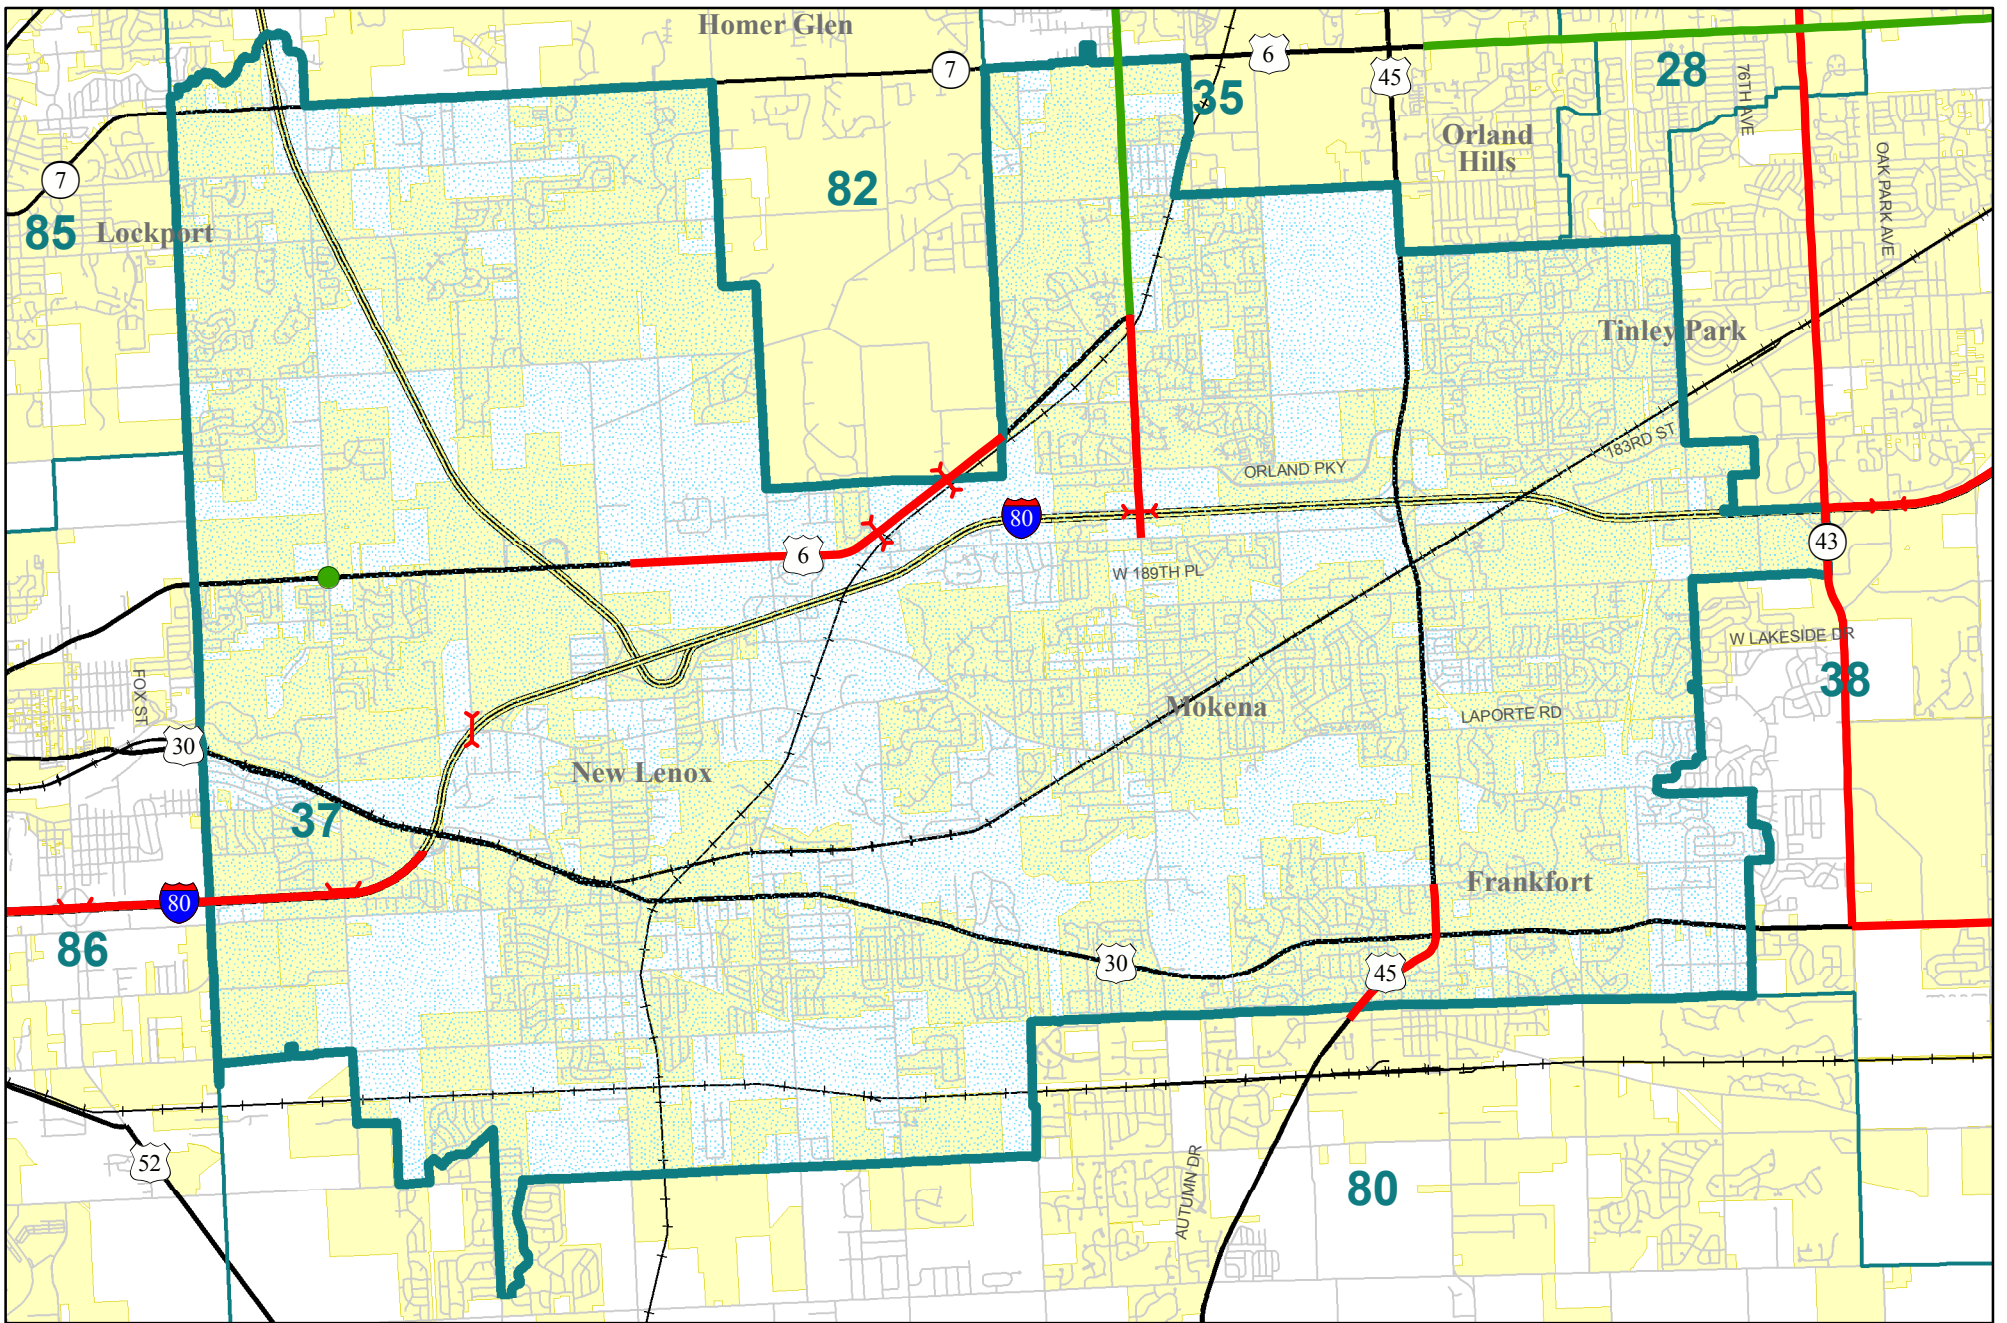 Homer Glen
6
7
45
28
76TH AVE
35
Orland
Hills
OAK PARK AVE
7
82
85
Lockport
Tinley Park
183RD ST
ORLAND PKY
80
6
43
W 189TH PL
W LAKESIDE DR
38
FOX ST
Mokena
LAPORTE RD
30
New Lenox
37
Frankfort
80
86
30
45
52
AUTUMN DR
80